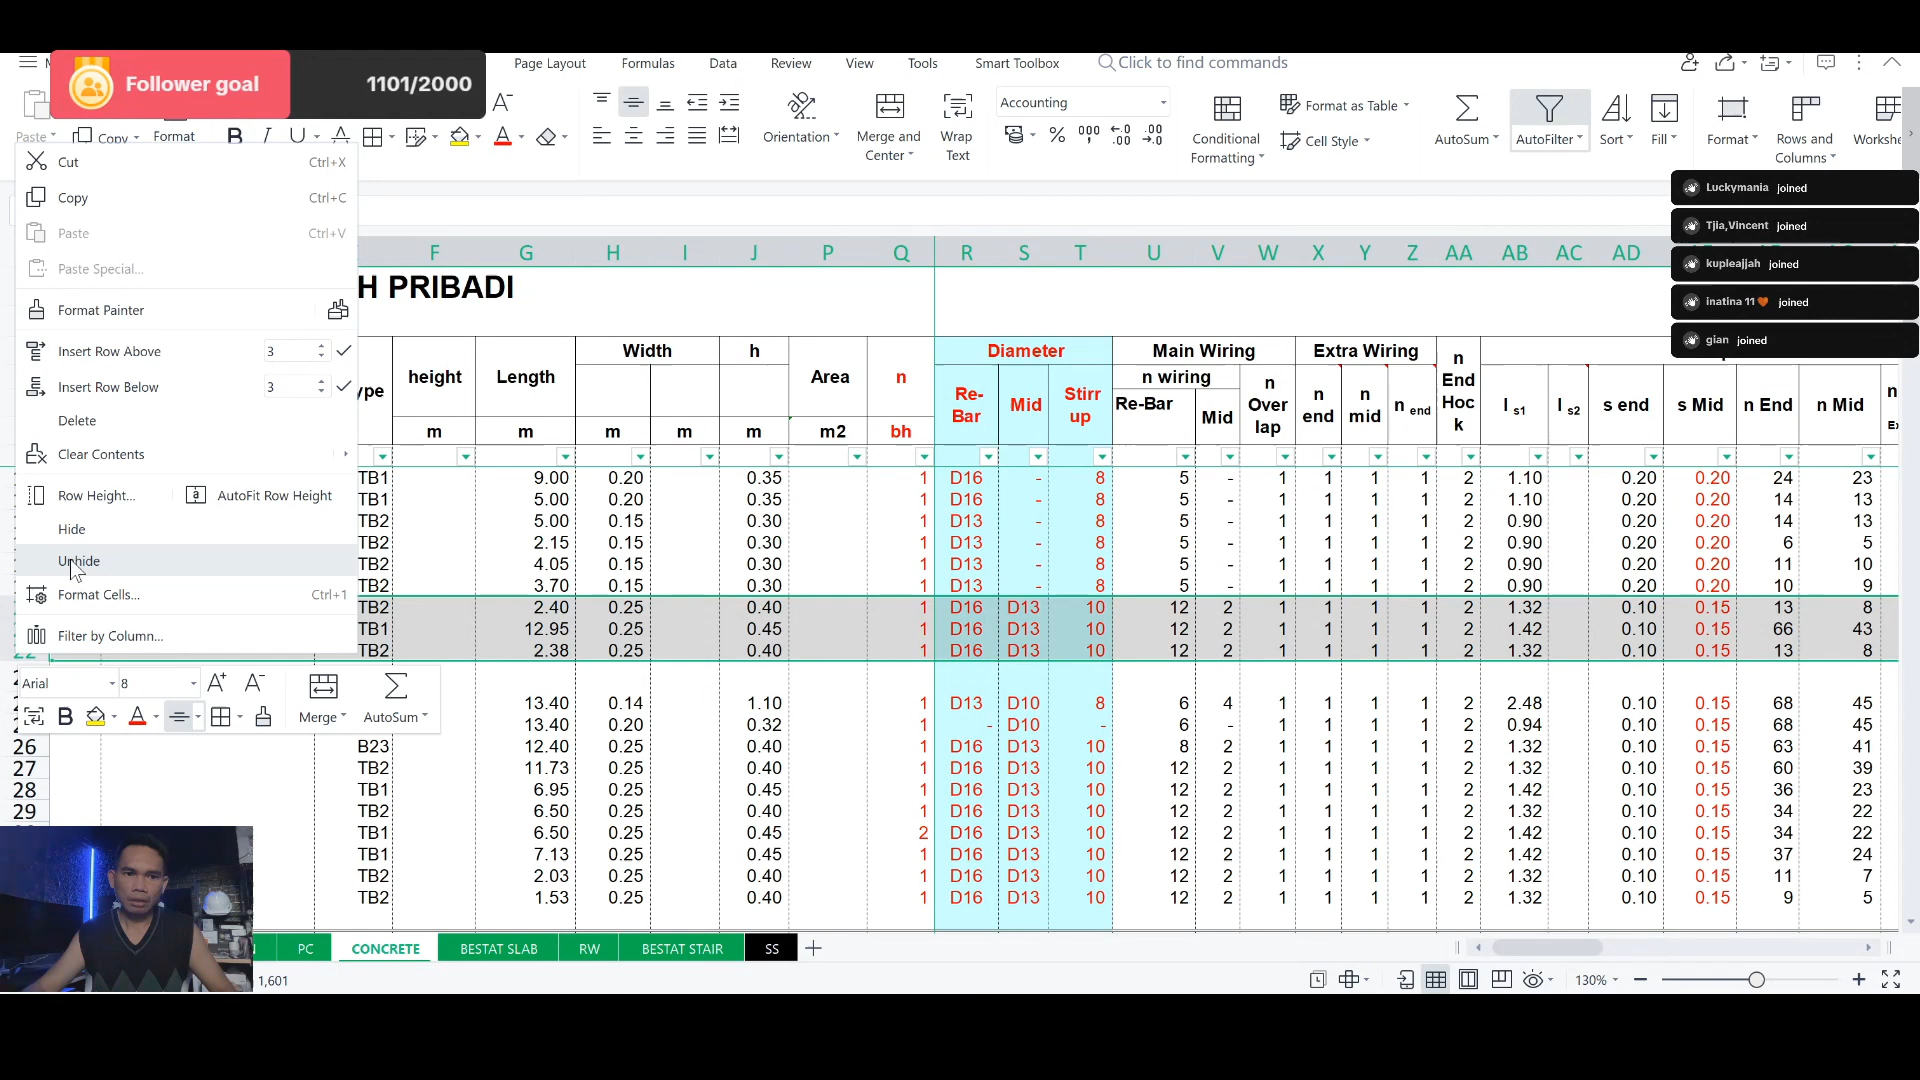 Follower goal 1101/2000
Page Layout Formulas Data Review View Tools Smart Toolbox Click to find commands
Paste Copy Format B I U A Orientation Merge and Center Wrap Text Accounting Conditional Formatting Format as Table Cell Style AutoSum AutoFilter Sort Fill Format Rows and Columns Workshe
Luckymania joined
Tjia,Vincent joined
kupleajjah joined
inatina 11 joined
gian joined
Cut Ctrl+X
Copy Ctrl+C
Paste Ctrl+V
Paste Special...
Format Painter
Insert Row Above 3
Insert Row Below 3
Delete
Clear Contents
Row Height... AutoFit Row Height
Hide
Unhide
Format Cells... Ctrl+1
Filter by Column...
Arial 8 A+ A-
B A Merge AutoSum
F G H I J P Q R S T U V W X Y Z AA AB AC AD
H PRIBADI
ype height Length Width h Area n Diameter Main Wiring Extra Wiring n End Hoc k
Re-Bar Mid Stirr up n wiring Re-Bar Mid n Over lap n end n mid n end l s1 l s2 s end s Mid n End n Mid n
m m m m m m2 bh
TB1 9.00 0.20 0.35 1 D16 - 8 5 - 1 1 1 1 2 1.10 0.20 0.20 24 23
TB1 5.00 0.20 0.35 1 D16 - 8 5 - 1 1 1 1 2 1.10 0.20 0.20 14 13
TB2 5.00 0.15 0.30 1 D13 - 8 5 - 1 1 1 1 2 0.90 0.20 0.20 14 13
TB2 2.15 0.15 0.30 1 D13 - 8 5 - 1 1 1 1 2 0.90 0.20 0.20 6 5
TB2 4.05 0.15 0.30 1 D13 - 8 5 - 1 1 1 1 2 0.90 0.20 0.20 11 10
TB2 3.70 0.15 0.30 1 D13 - 8 5 - 1 1 1 1 2 0.90 0.20 0.20 10 9
TB2 2.40 0.25 0.40 1 D16 D13 10 12 2 1 1 1 1 2 1.32 0.10 0.15 13 8
TB1 12.95 0.25 0.45 1 D16 D13 10 12 2 1 1 1 1 2 1.42 0.10 0.15 66 43
22 TB2 2.38 0.25 0.40 1 D16 D13 10 12 2 1 1 1 1 2 1.32 0.10 0.15 13 8
13.40 0.14 1.10 1 D13 D10 8 6 4 1 1 1 1 2 2.48 0.10 0.15 68 45
13.40 0.20 0.32 1 - D10 - 6 - 1 1 1 1 2 0.94 0.10 0.15 68 45
26 B23 12.40 0.25 0.40 1 D16 D13 10 8 2 1 1 1 1 2 1.32 0.10 0.15 63 41
27 TB2 11.73 0.25 0.40 1 D16 D13 10 12 2 1 1 1 1 2 1.32 0.10 0.15 60 39
28 TB1 6.95 0.25 0.45 1 D16 D13 10 12 2 1 1 1 1 2 1.42 0.10 0.15 36 23
29 TB2 6.50 0.25 0.40 1 D16 D13 10 12 2 1 1 1 1 2 1.32 0.10 0.15 34 22
TB1 6.50 0.25 0.45 2 D16 D13 10 12 2 1 1 1 1 2 1.42 0.10 0.15 34 22
TB1 7.13 0.25 0.45 1 D16 D13 10 12 2 1 1 1 1 2 1.42 0.10 0.15 37 24
TB2 2.03 0.25 0.40 1 D16 D13 10 12 2 1 1 1 1 2 1.32 0.10 0.15 11 7
TB2 1.53 0.25 0.40 1 D16 D13 10 12 2 1 1 1 1 2 1.32 0.10 0.15 9 5
PC CONCRETE BESTAT SLAB RW BESTAT STAIR SS
1,601 130%